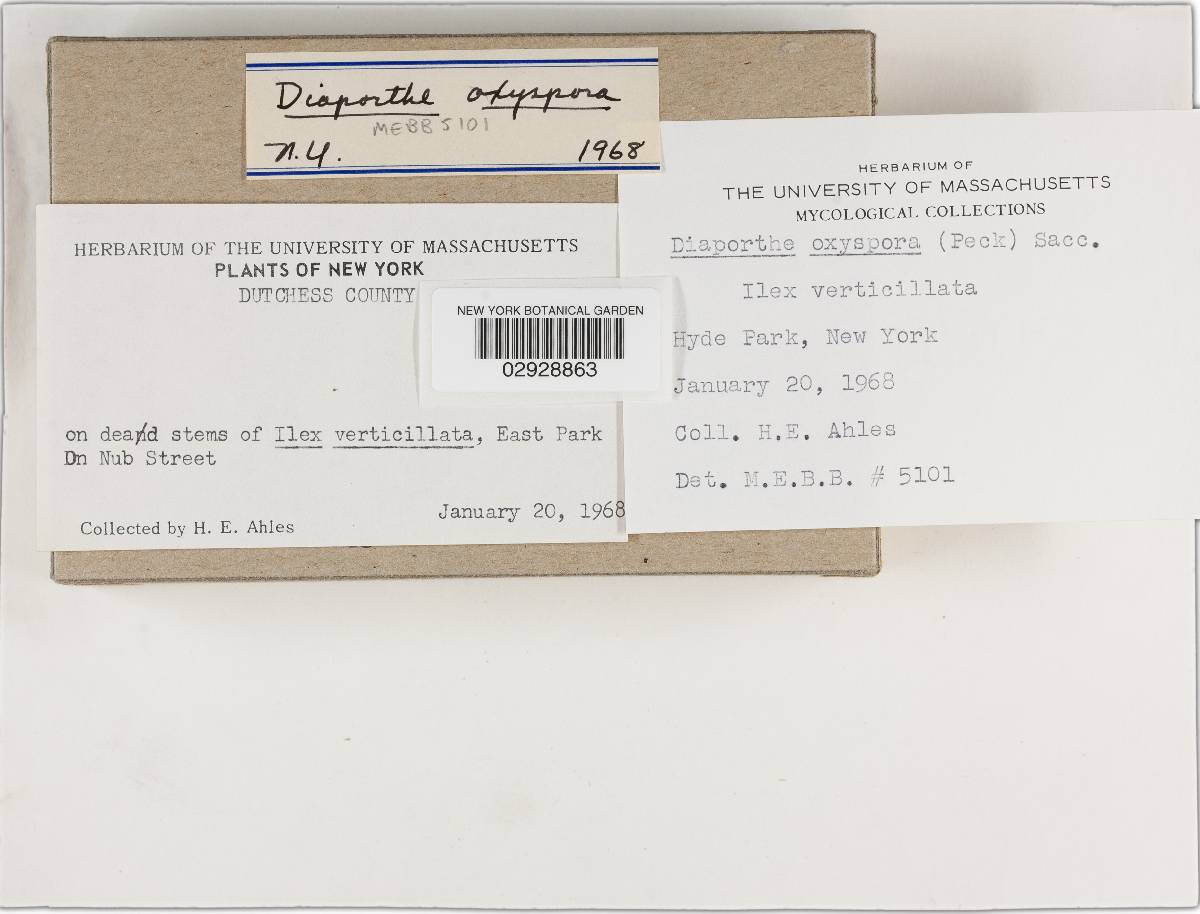 Diaporthe oxyspora
MEBB 5101
N.Y. 1968
HERBARIUM OF THE UNIVERSITY OF MASSACHUSETTS
PLANTS OF NEW YORK
DUTCHESS COUNTY
on dea/d stems of Ilex verticillata, East Park
On Nub Street
January 20, 1968
Collected by H. E. Ahles
NEW YORK BOTANICAL GARDEN
02928863
HERBARIUM OF
THE UNIVERSITY OF MASSACHUSETTS
MYCOLOGICAL COLLECTIONS
Diaporthe oxyspora (Peck) Sacc.
Ilex verticillata
Hyde Park, New York
January 20, 1968
Coll. H.E. Ahles
Det. M.E.B.B. # 5101